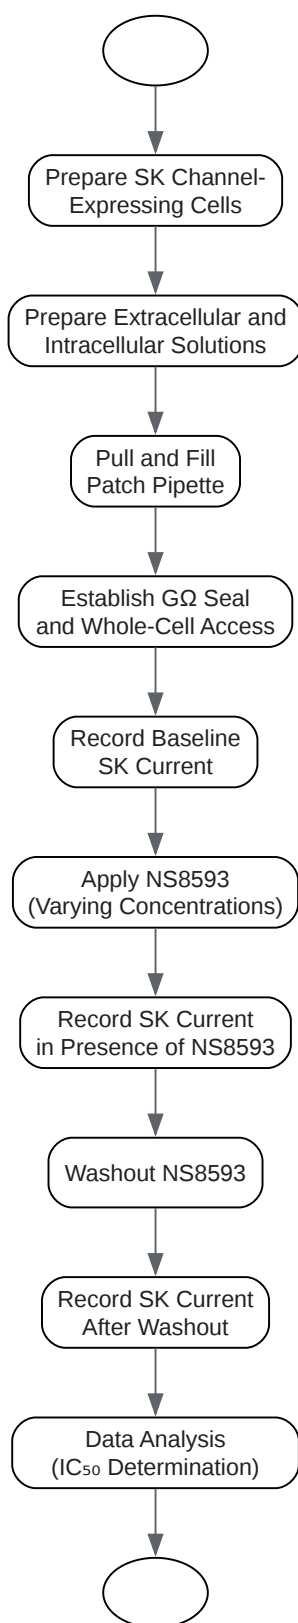 Prepare SK Channel-
Expressing Cells
Prepare Extracellular and
Intracellular Solutions
Pull and Fill
Patch Pipette
Establish GΩ Seal
and Whole-Cell Access
Record Baseline
SK Current
Apply NS8593
(Varying Concentrations)
Record SK Current
in Presence of NS8593
Washout NS8593
Record SK Current
After Washout
Data Analysis
(IC₅₀ Determination)